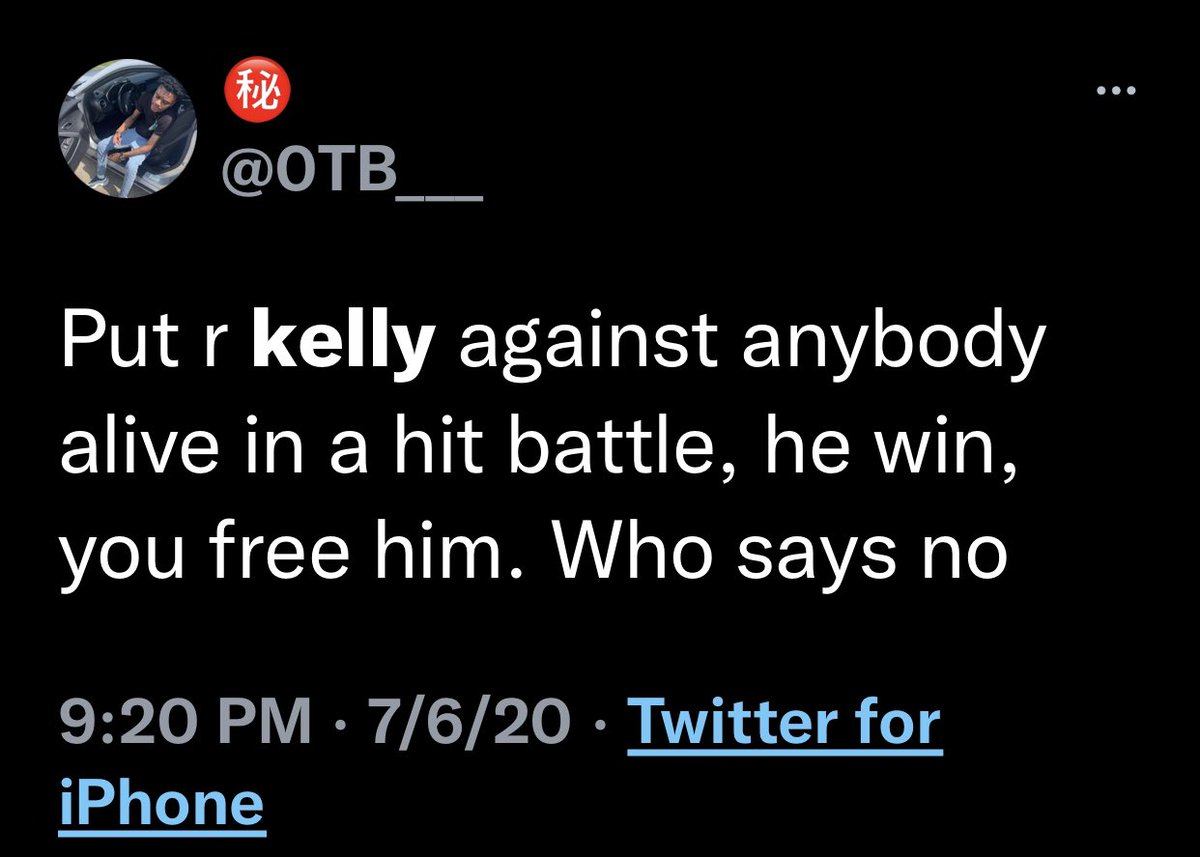 ㊙
@OTB___
Put r kelly against anybody
alive in a hit battle, he win,
you free him. Who says no
9:20 PM · 7/6/20 · Twitter for
iPhone